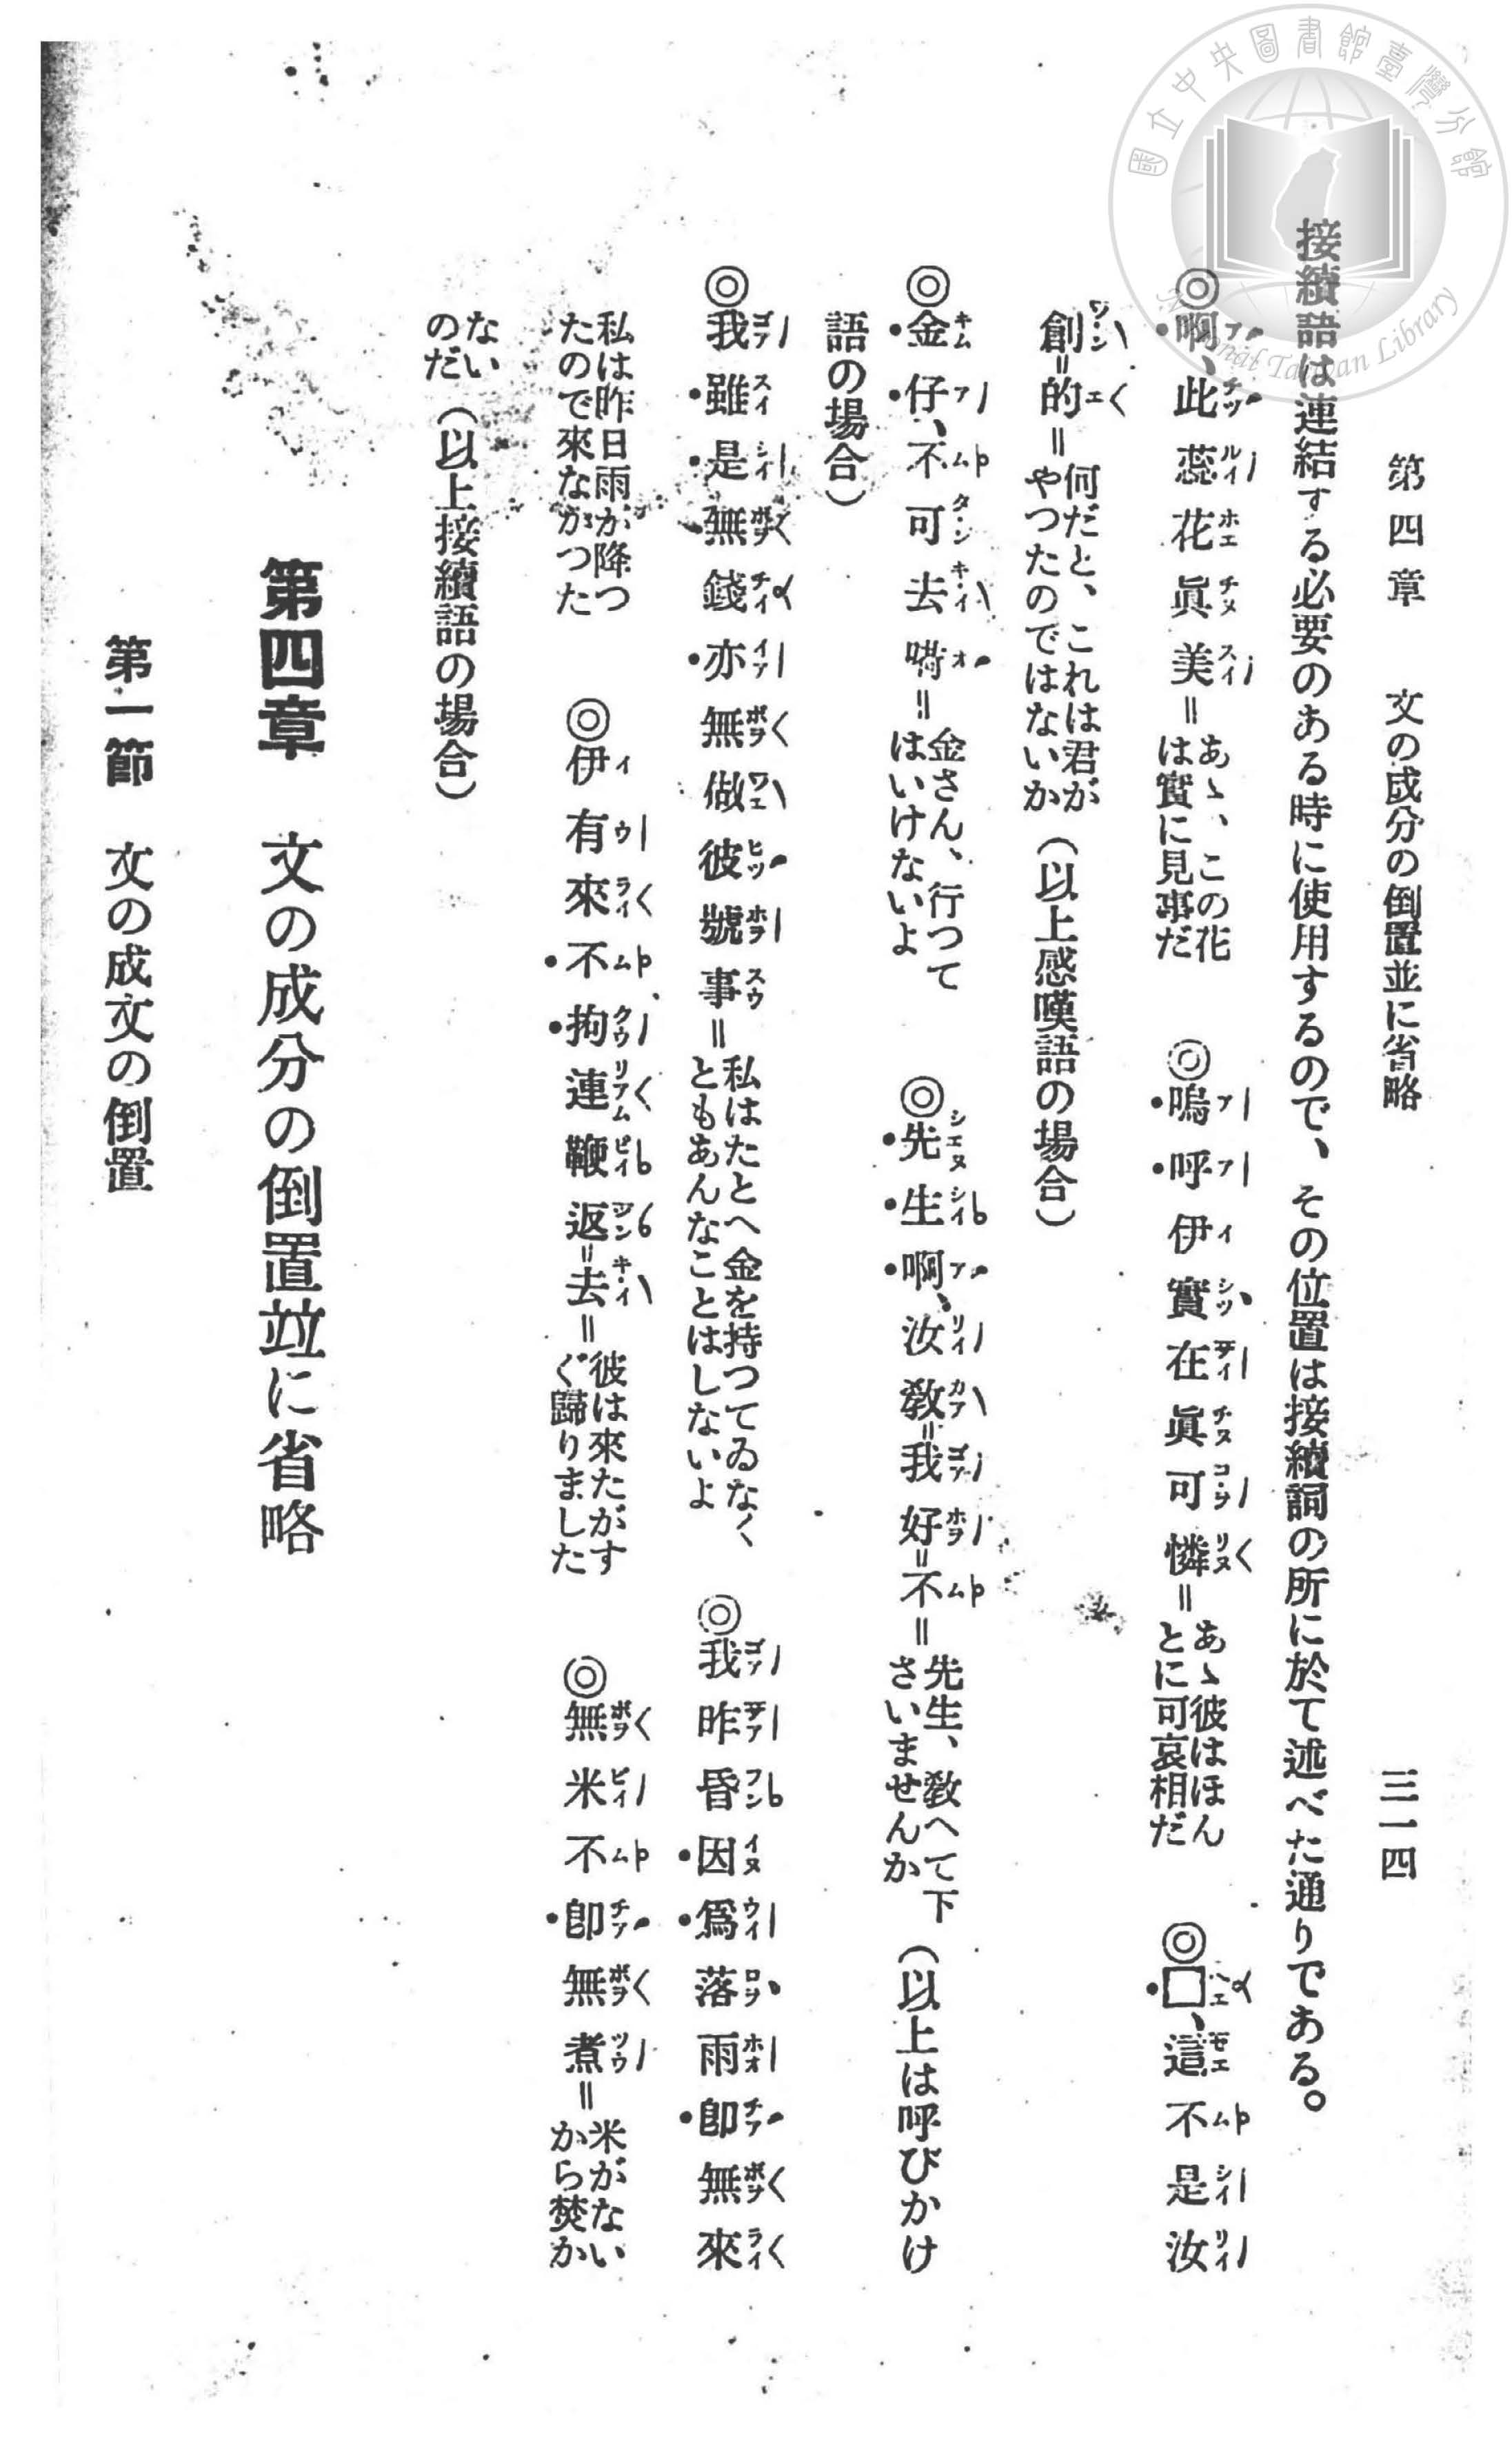 第四章　文の成分の倒置並に省略　三一四
接續語は連結する必要のある時に使用するので、その位置は接續詞の所に於て述べた通りである。
◎啊、此蕊花眞美＝あゝ、この花は實に見事だ　◎嗚呼伊實在眞可憐＝あゝ彼はほんとに可哀相だ　◎□、這不是汝
創＝的＝何だと、これは君がやつたのではないか（以上感嘆語の場合）
◎金仔、不可去＝金さん、行つてはいけないよ　◎先生啊、汝敎＝我好＝不＝先生、敎へて下さいませんか（以上は呼びかけ
語の場合）
◎我雖是無錢亦無做彼號事＝私はたとへ金を持つてゐなくともあんなことはしないよ　◎我昨昏因爲落雨卽無來
私は昨日雨が降つたので來なかつた　◎伊有來不拘連鞭返＝去＝彼は來たがすぐ歸りました　◎無米不卽無煮＝米がないから焚か
ないのだ（以上接續語の場合）
第四章　文の成分の倒置竝に省略
第一節　文の成文の倒置
國立中央圖書館臺灣分館
National Taiwan Library